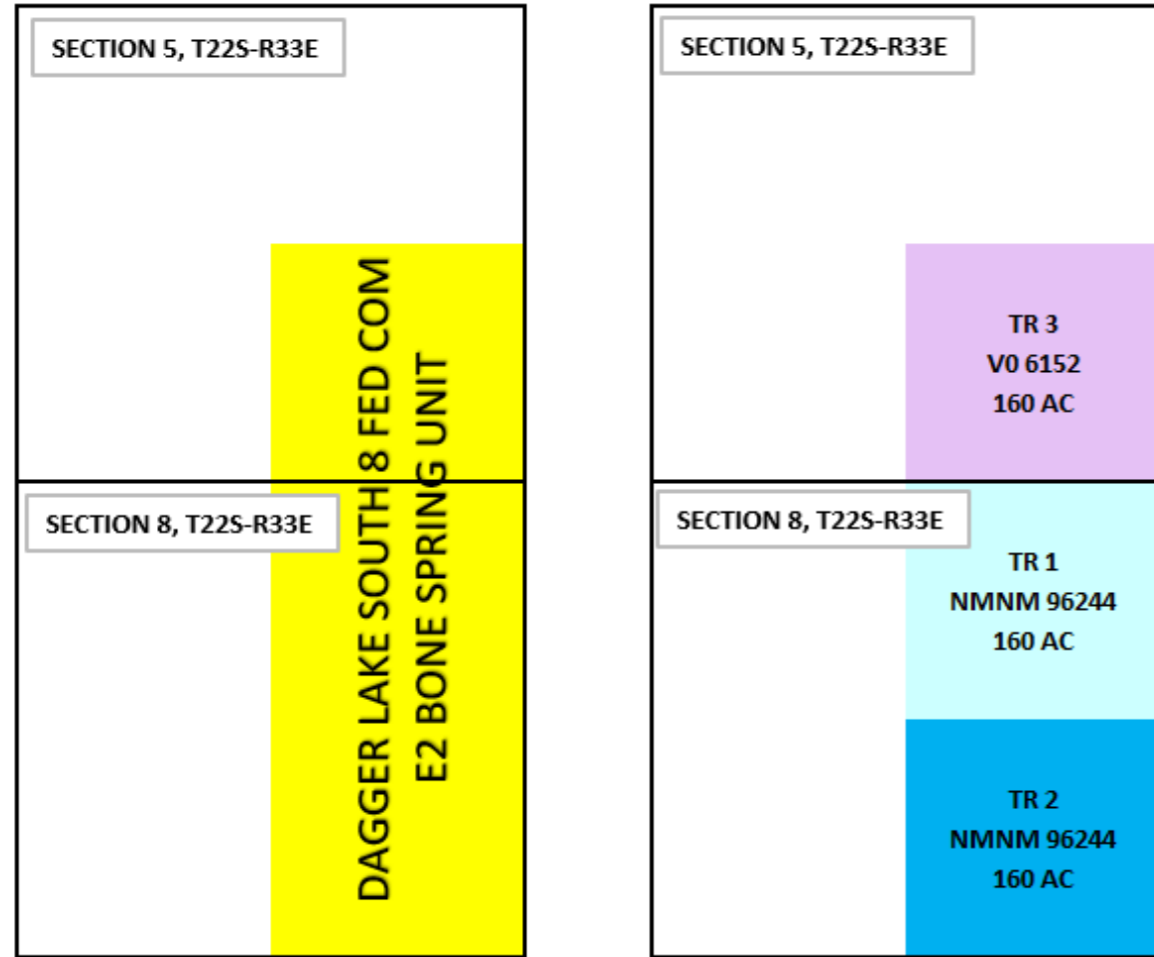 SECTION 5, T22S-R33E
DAGGER LAKE SOUTH 8 FED COM
E2 BONE SPRING UNIT
SECTION 8, T22S-R33E
SECTION 5, T22S-R33E
TR 3
V0 6152
160 AC
SECTION 8, T22S-R33E
TR 1
NMNM 96244
160 AC
TR 2
NMNM 96244
160 AC